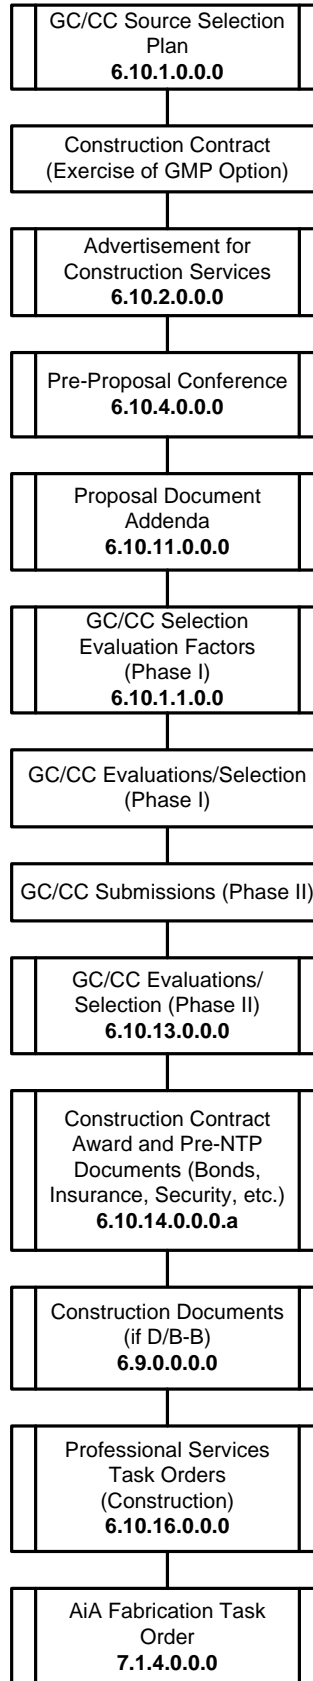 GC/CC Source Selection
Plan
6.10.1.0.0.0
Construction Contract
(Exercise of GMP Option)
Advertisement for
Construction Services
6.10.2.0.0.0
Pre-Proposal Conference
6.10.4.0.0.0
Proposal Document
Addenda
6.10.11.0.0.0
GC/CC Selection
Evaluation Factors
(Phase I)
6.10.1.1.0.0
GC/CC Evaluations/Selection
(Phase I)
GC/CC Submissions (Phase II)
GC/CC Evaluations/
Selection (Phase II)
6.10.13.0.0.0
Construction Contract
Award and Pre-NTP
Documents (Bonds,
Insurance, Security, etc.)
6.10.14.0.0.0.a
Construction Documents
(if D/B-B)
6.9.0.0.0.0
Professional Services
Task Orders
(Construction)
6.10.16.0.0.0
AiA Fabrication Task
Order
7.1.4.0.0.0